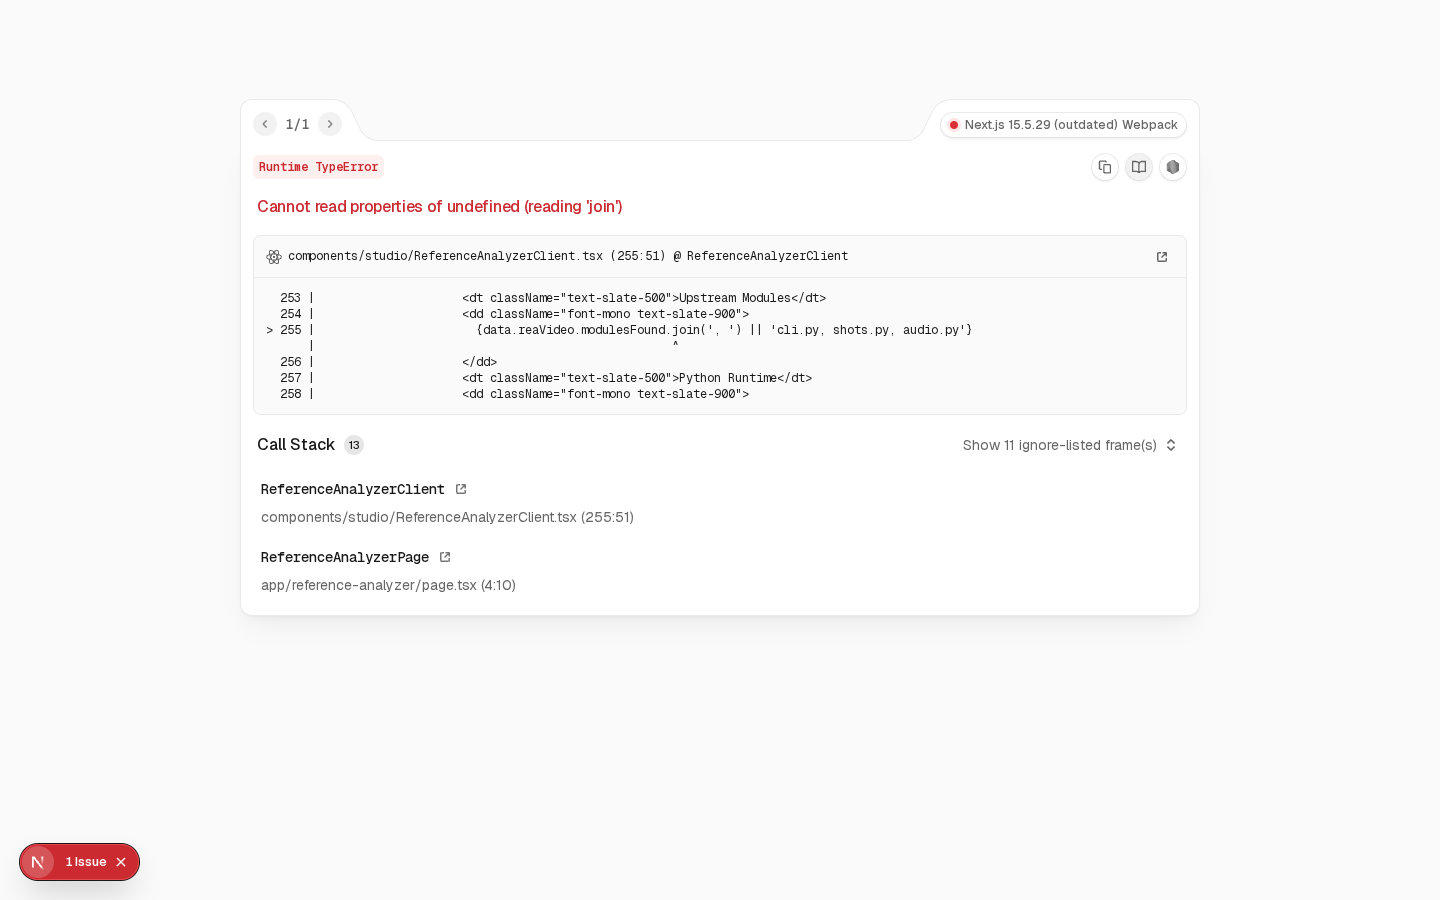 1/1
Next.js 15.5.29 (outdated) Webpack
Runtime TypeError
Cannot read properties of undefined (reading 'join')
components/studio/ReferenceAnalyzerClient.tsx (255:51) @ ReferenceAnalyzerClient
253 | <dt className="text-slate-500">Upstream Modules</dt>
254 | <dd className="font-mono text-slate-900">
> 255 | {data.reaVideo.modulesFound.join(', ') || 'cli.py, shots.py, audio.py'}
| ^
256 | </dd>
257 | <dt className="text-slate-500">Python Runtime</dt>
258 | <dd className="font-mono text-slate-900">
Call Stack 13
Show 11 ignore-listed frame(s)
ReferenceAnalyzerClient
components/studio/ReferenceAnalyzerClient.tsx (255:51)
ReferenceAnalyzerPage
app/reference-analyzer/page.tsx (4:10)
1 Issue